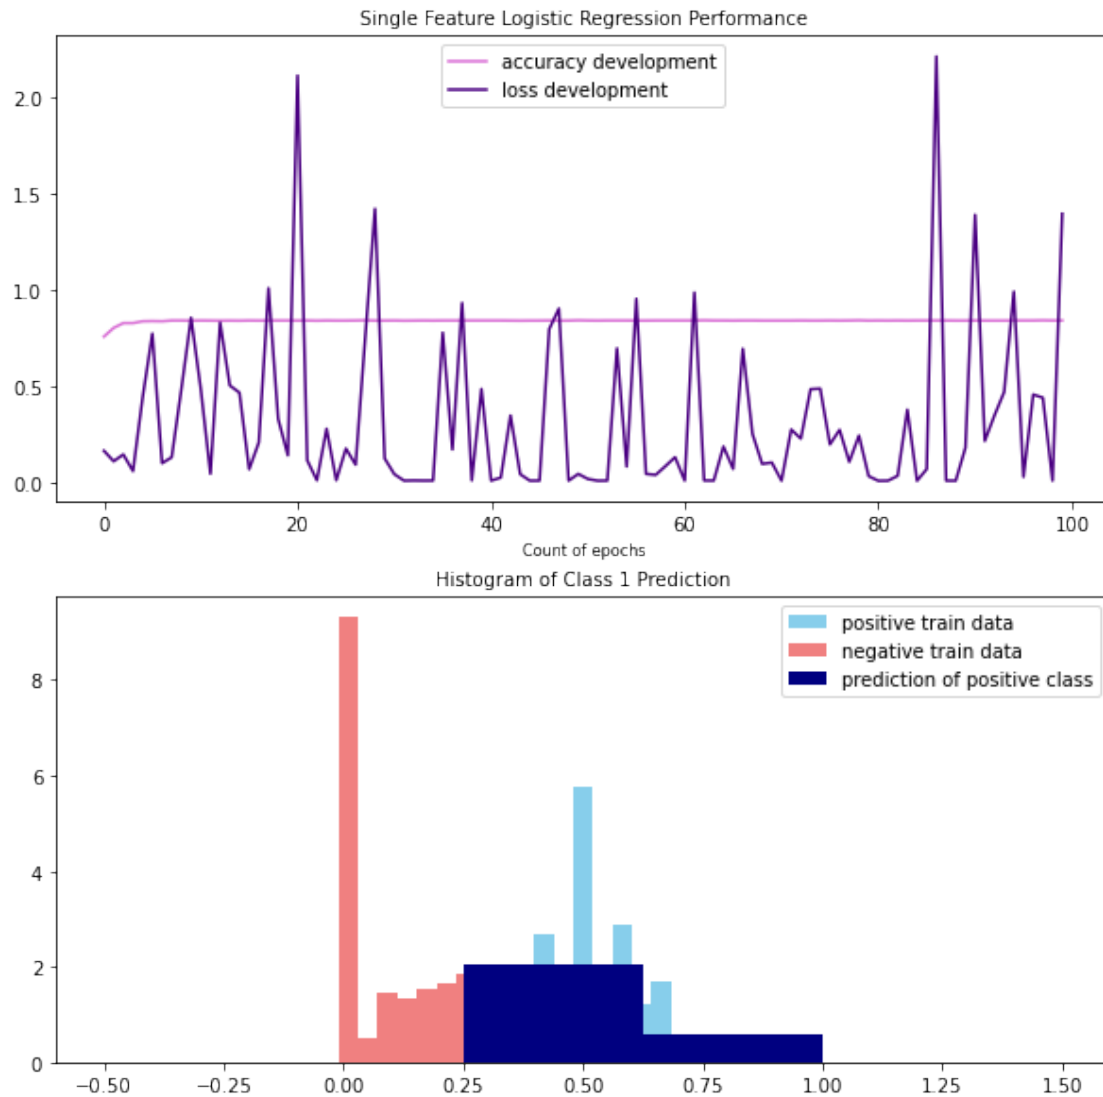 Single Feature Logistic Regression Performance
accuracy development
loss development
2.0
1.5
1.0
0.5
0.0
0 20 40 60 80 100
Count of epochs
Histogram of Class 1 Prediction
positive train data
negative train data
prediction of positive class
8
6
4
2
0
−0.50 −0.25 0.00 0.25 0.50 0.75 1.00 1.25 1.50